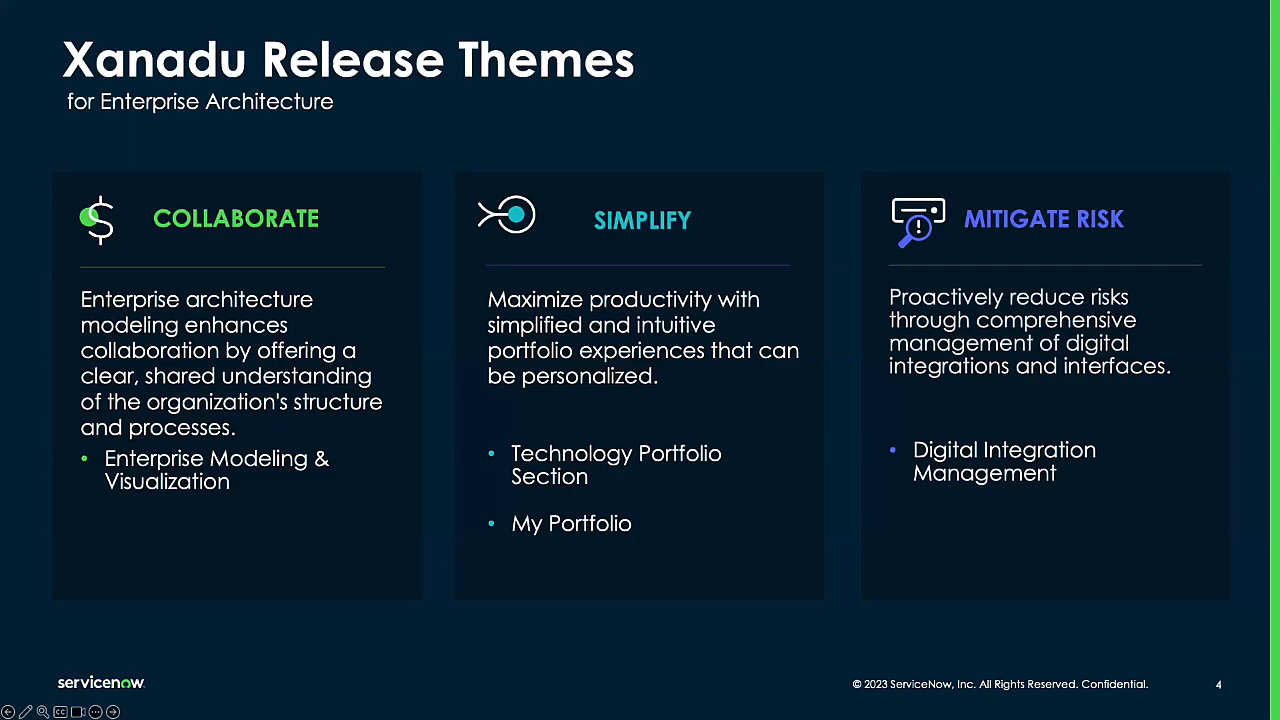 Xanadu Release Themes
for Enterprise Architecture
COLLABORATE
Enterprise architecture
modeling enhances
collaboration by offering a
clear, shared understanding
of the organization's structure
and processes.
• Enterprise Modeling &
Visualization
SIMPLIFY
Maximize productivity with
simplified and intuitive
portfolio experiences that can
be personalized.
• Technology Portfolio
Section
• My Portfolio
MITIGATE RISK
Proactively reduce risks
through comprehensive
management of digital
integrations and interfaces.
• Digital Integration
Management
servicenow
© 2023 ServiceNow, Inc. All Rights Reserved. Confidential.
4
CC